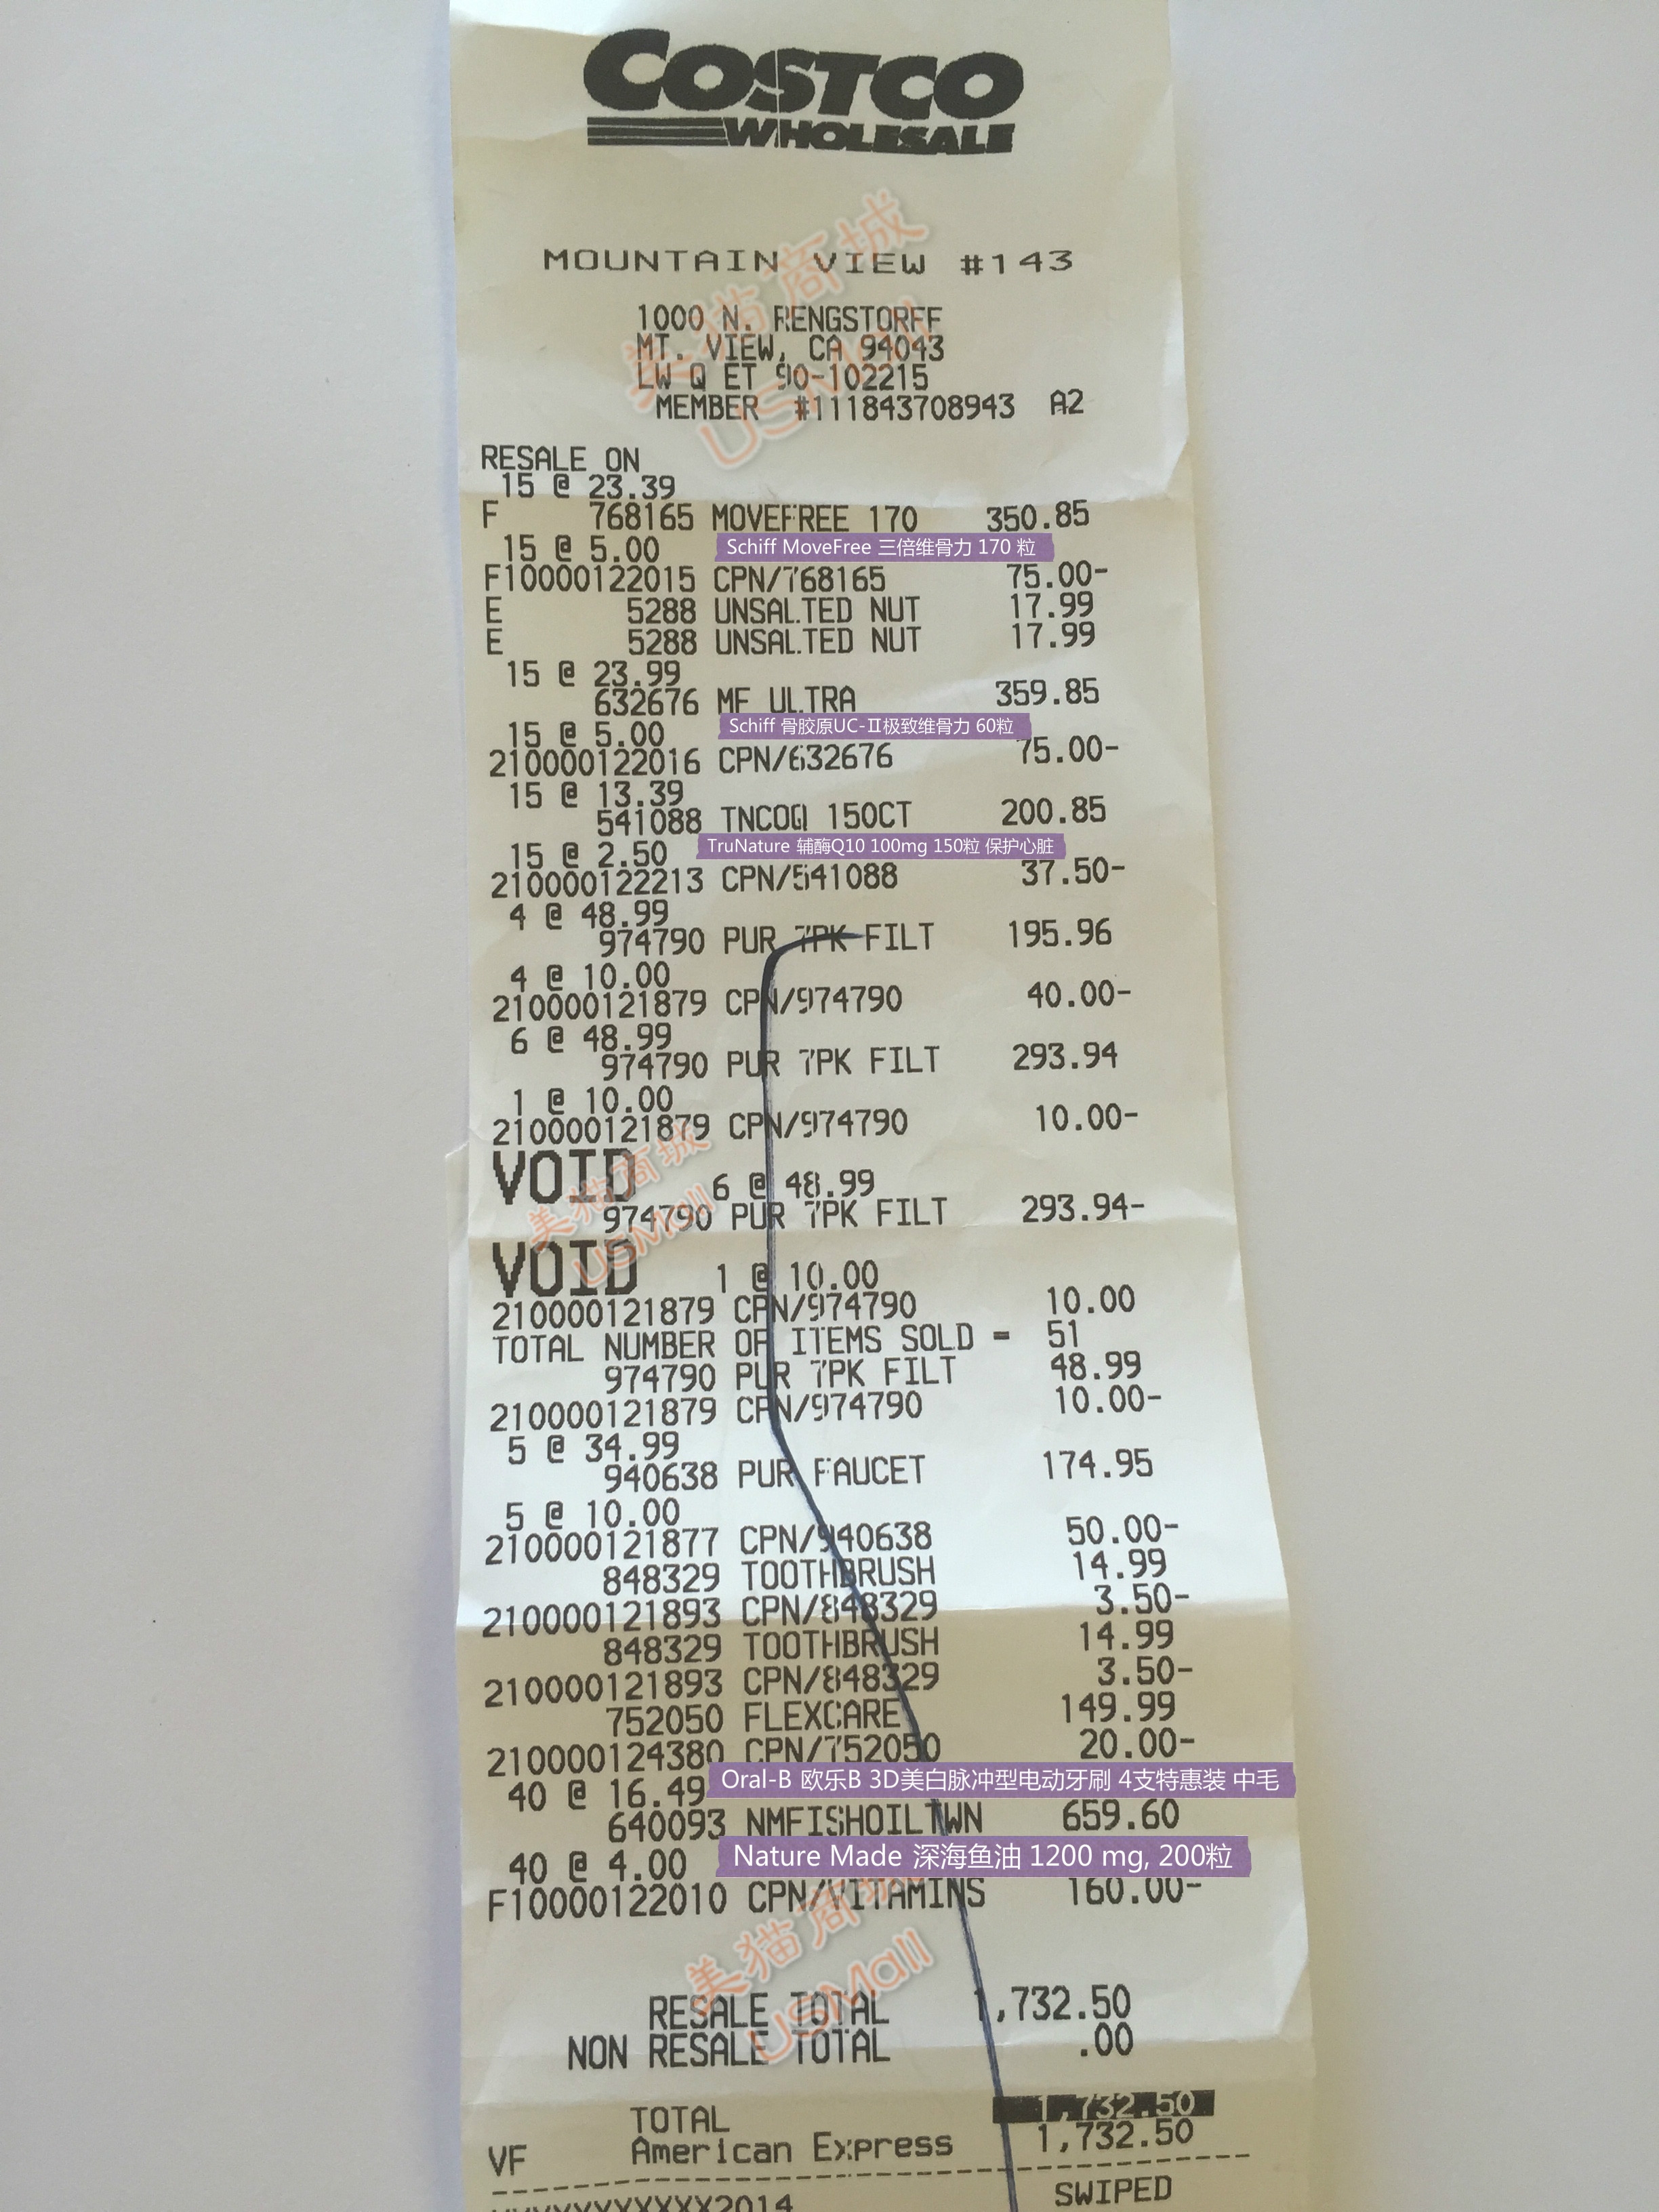 COSTCO
WHOLESALE
MOUNTAIN VIEW #143
1000 N. RENGSTORFF
MT. VIEW, CA 94043
LW Q ET 90-102215
MEMBER #111843708943 A2
美猫商城
USMall
RESALE ON
15 @ 23.39
F 768165 MOVEFREE 170 350.85
Schiff MoveFree 三倍维骨力 170 粒
15 @ 5.00
F10000122015 CPN/768165 75.00-
E 5288 UNSALTED NUT 17.99
E 5288 UNSALTED NUT 17.99
15 @ 23.99
632676 MF ULTRA 359.85
Schiff 骨胶原UC-II极致维骨力 60粒
15 @ 5.00
210000122016 CPN/632676 75.00-
15 @ 13.39
541088 TNCOQ 150CT 200.85
TruNature 辅酶Q10 100mg 150粒 保护心脏
15 @ 2.50
210000122213 CPN/541088 37.50-
4 @ 48.99
974790 PUR 7PK FILT 195.96
4 @ 10.00
210000121879 CPN/974790 40.00-
6 @ 48.99
974790 PUR 7PK FILT 293.94
1 @ 10.00
210000121879 CPN/974790 10.00-
VOID 6 @ 48.99
974790 PUR 7PK FILT 293.94-
美猫商城
USMall
VOID 1 @ 10.00
210000121879 CPN/974790 10.00
TOTAL NUMBER OF ITEMS SOLD = 51
974790 PUR 7PK FILT 48.99
210000121879 CPN/974790 10.00-
5 @ 34.99
940638 PUR FAUCET 174.95
5 @ 10.00
210000121877 CPN/940638 50.00-
848329 TOOTHBRUSH 14.99
210000121893 CPN/848329 3.50-
848329 TOOTHBRUSH 14.99
210000121893 CPN/848329 3.50-
752050 FLEXCARE 149.99
210000124380 CPN/752050 20.00-
Oral-B 欧乐B 3D美白脉冲型电动牙刷 4支特惠装 中毛
40 @ 16.49
640093 NMFISHOILTWN 659.60
Nature Made 深海鱼油 1200 mg, 200粒
40 @ 4.00
F10000122010 CPN/VITAMINS 160.00-
美猫商城
USMall
RESALE TOTAL 1,732.50
NON RESALE TOTAL .00
TOTAL 1,732.50
VF American Express 1,732.50
SWIPED
XXXXXXXXXXX2014